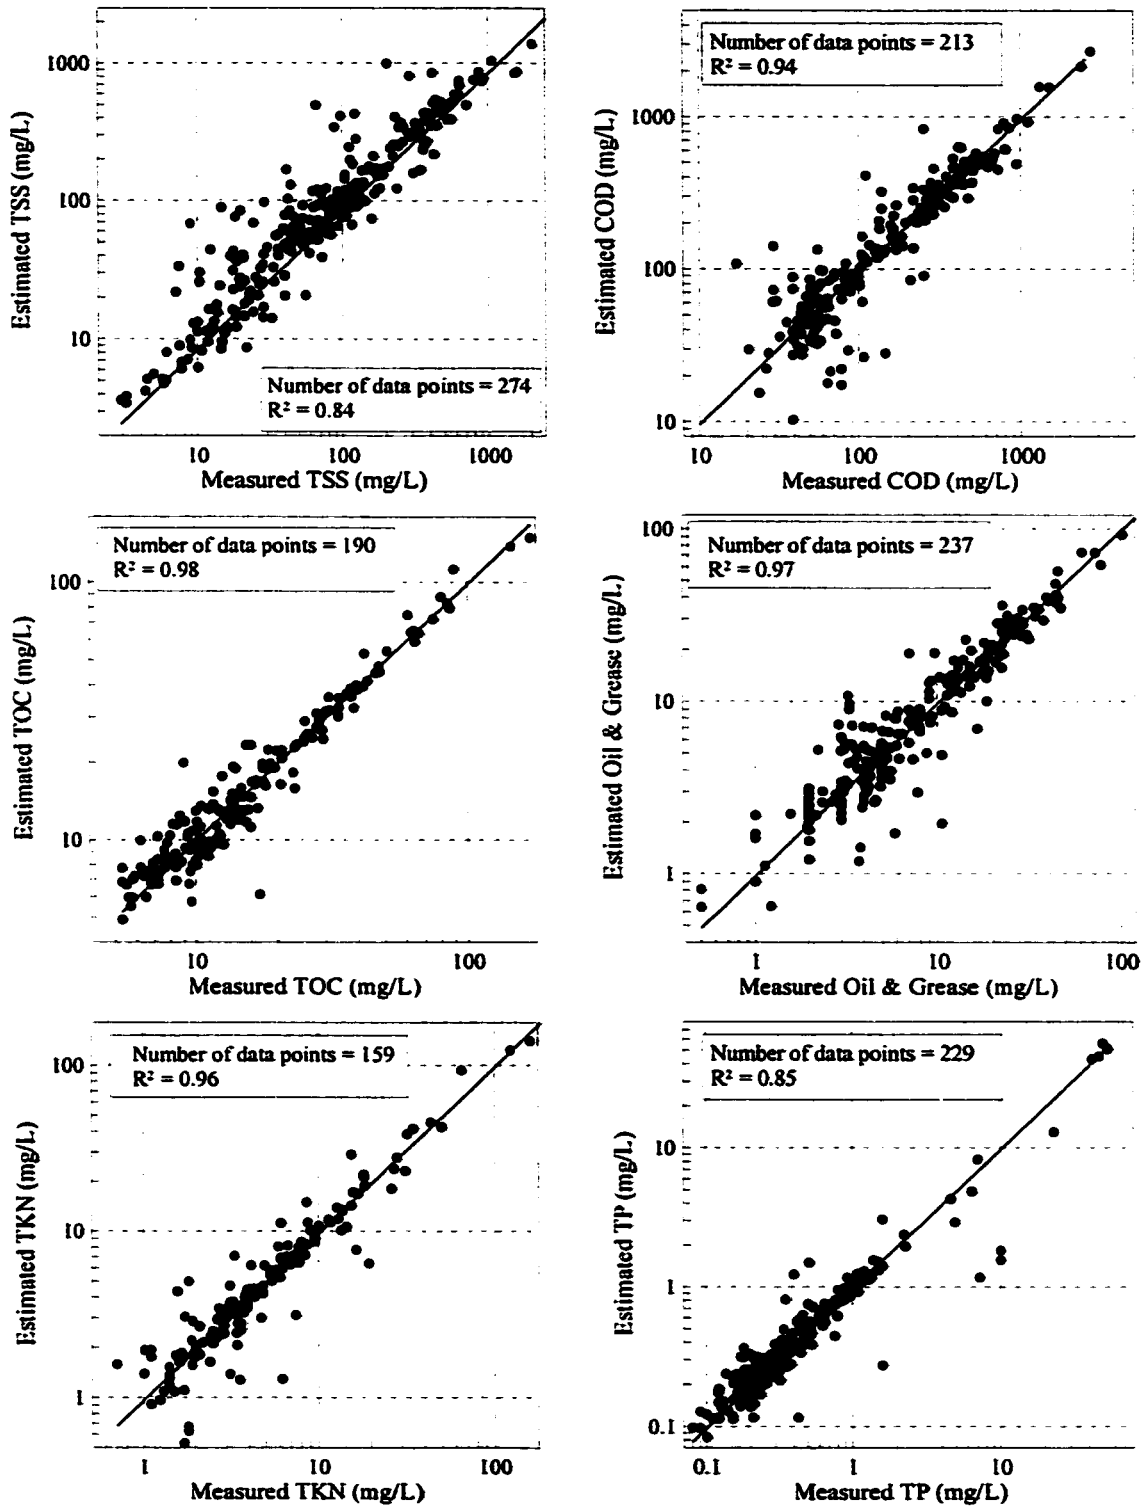 Number of data points = 274
R² = 0.84
1000
100
10
10
100
1000
Estimated TSS (mg/L)
Measured TSS (mg/L)
Number of data points = 213
R² = 0.94
1000
100
10
10
100
1000
Estimated COD (mg/L)
Measured COD (mg/L)
Number of data points = 190
R² = 0.98
100
10
10
100
Estimated TOC (mg/L)
Measured TOC (mg/L)
Number of data points = 237
R² = 0.97
100
10
1
1
10
100
Estimated Oil & Grease (mg/L)
Measured Oil & Grease (mg/L)
Number of data points = 159
R² = 0.96
100
10
1
1
10
100
Estimated TKN (mg/L)
Measured TKN (mg/L)
Number of data points = 229
R² = 0.85
10
1
0.1
0.1
1
10
Estimated TP (mg/L)
Measured TP (mg/L)